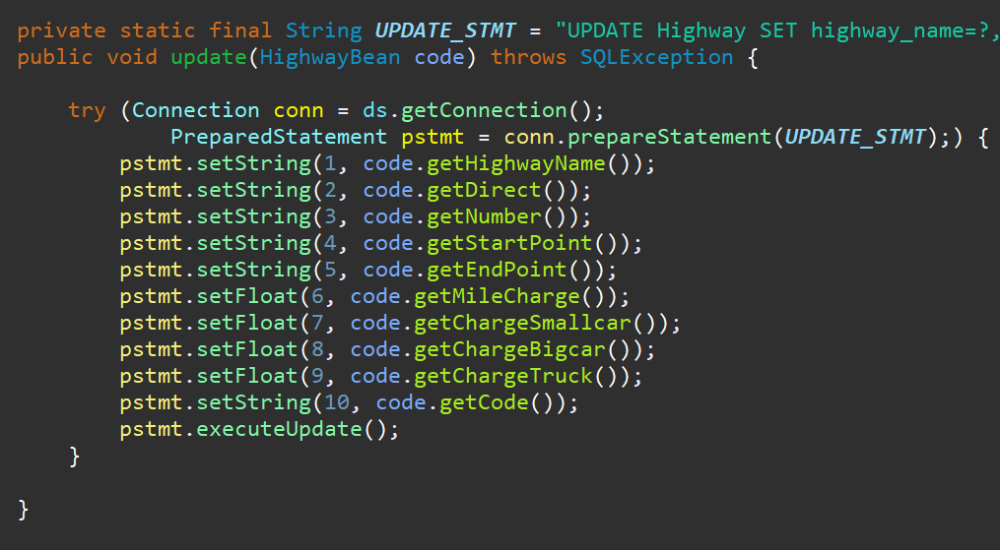 private static final String UPDATE_STMT = "UPDATE Highway SET highway_name=?,
public void update(HighwayBean code) throws SQLException {
try (Connection conn = ds.getConnection();
PreparedStatement pstmt = conn.prepareStatement(UPDATE_STMT);) {
pstmt.setString(1, code.getHighwayName());
pstmt.setString(2, code.getDirect());
pstmt.setString(3, code.getNumber());
pstmt.setString(4, code.getStartPoint());
pstmt.setString(5, code.getEndPoint());
pstmt.setFloat(6, code.getMileCharge());
pstmt.setFloat(7, code.getChargeSmallcar());
pstmt.setFloat(8, code.getChargeBigcar());
pstmt.setFloat(9, code.getChargeTruck());
pstmt.setString(10, code.getCode());
pstmt.executeUpdate();
}
}